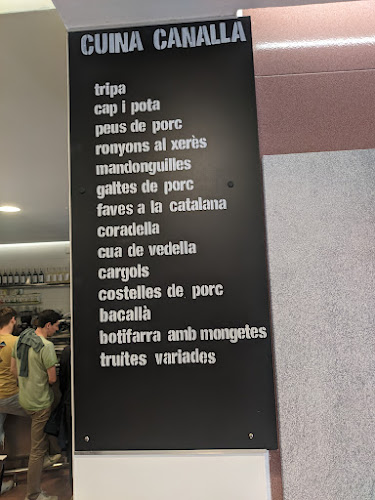 CUINA CANALLA
tripa
cap i pota
peus de porc
ronyons al xerès
mandonguilles
galtes de porc
faves a la catalana
coradella
cua de vedella
cargols
costelles de porc
bacallà
botifarra amb mongetes
truites variades